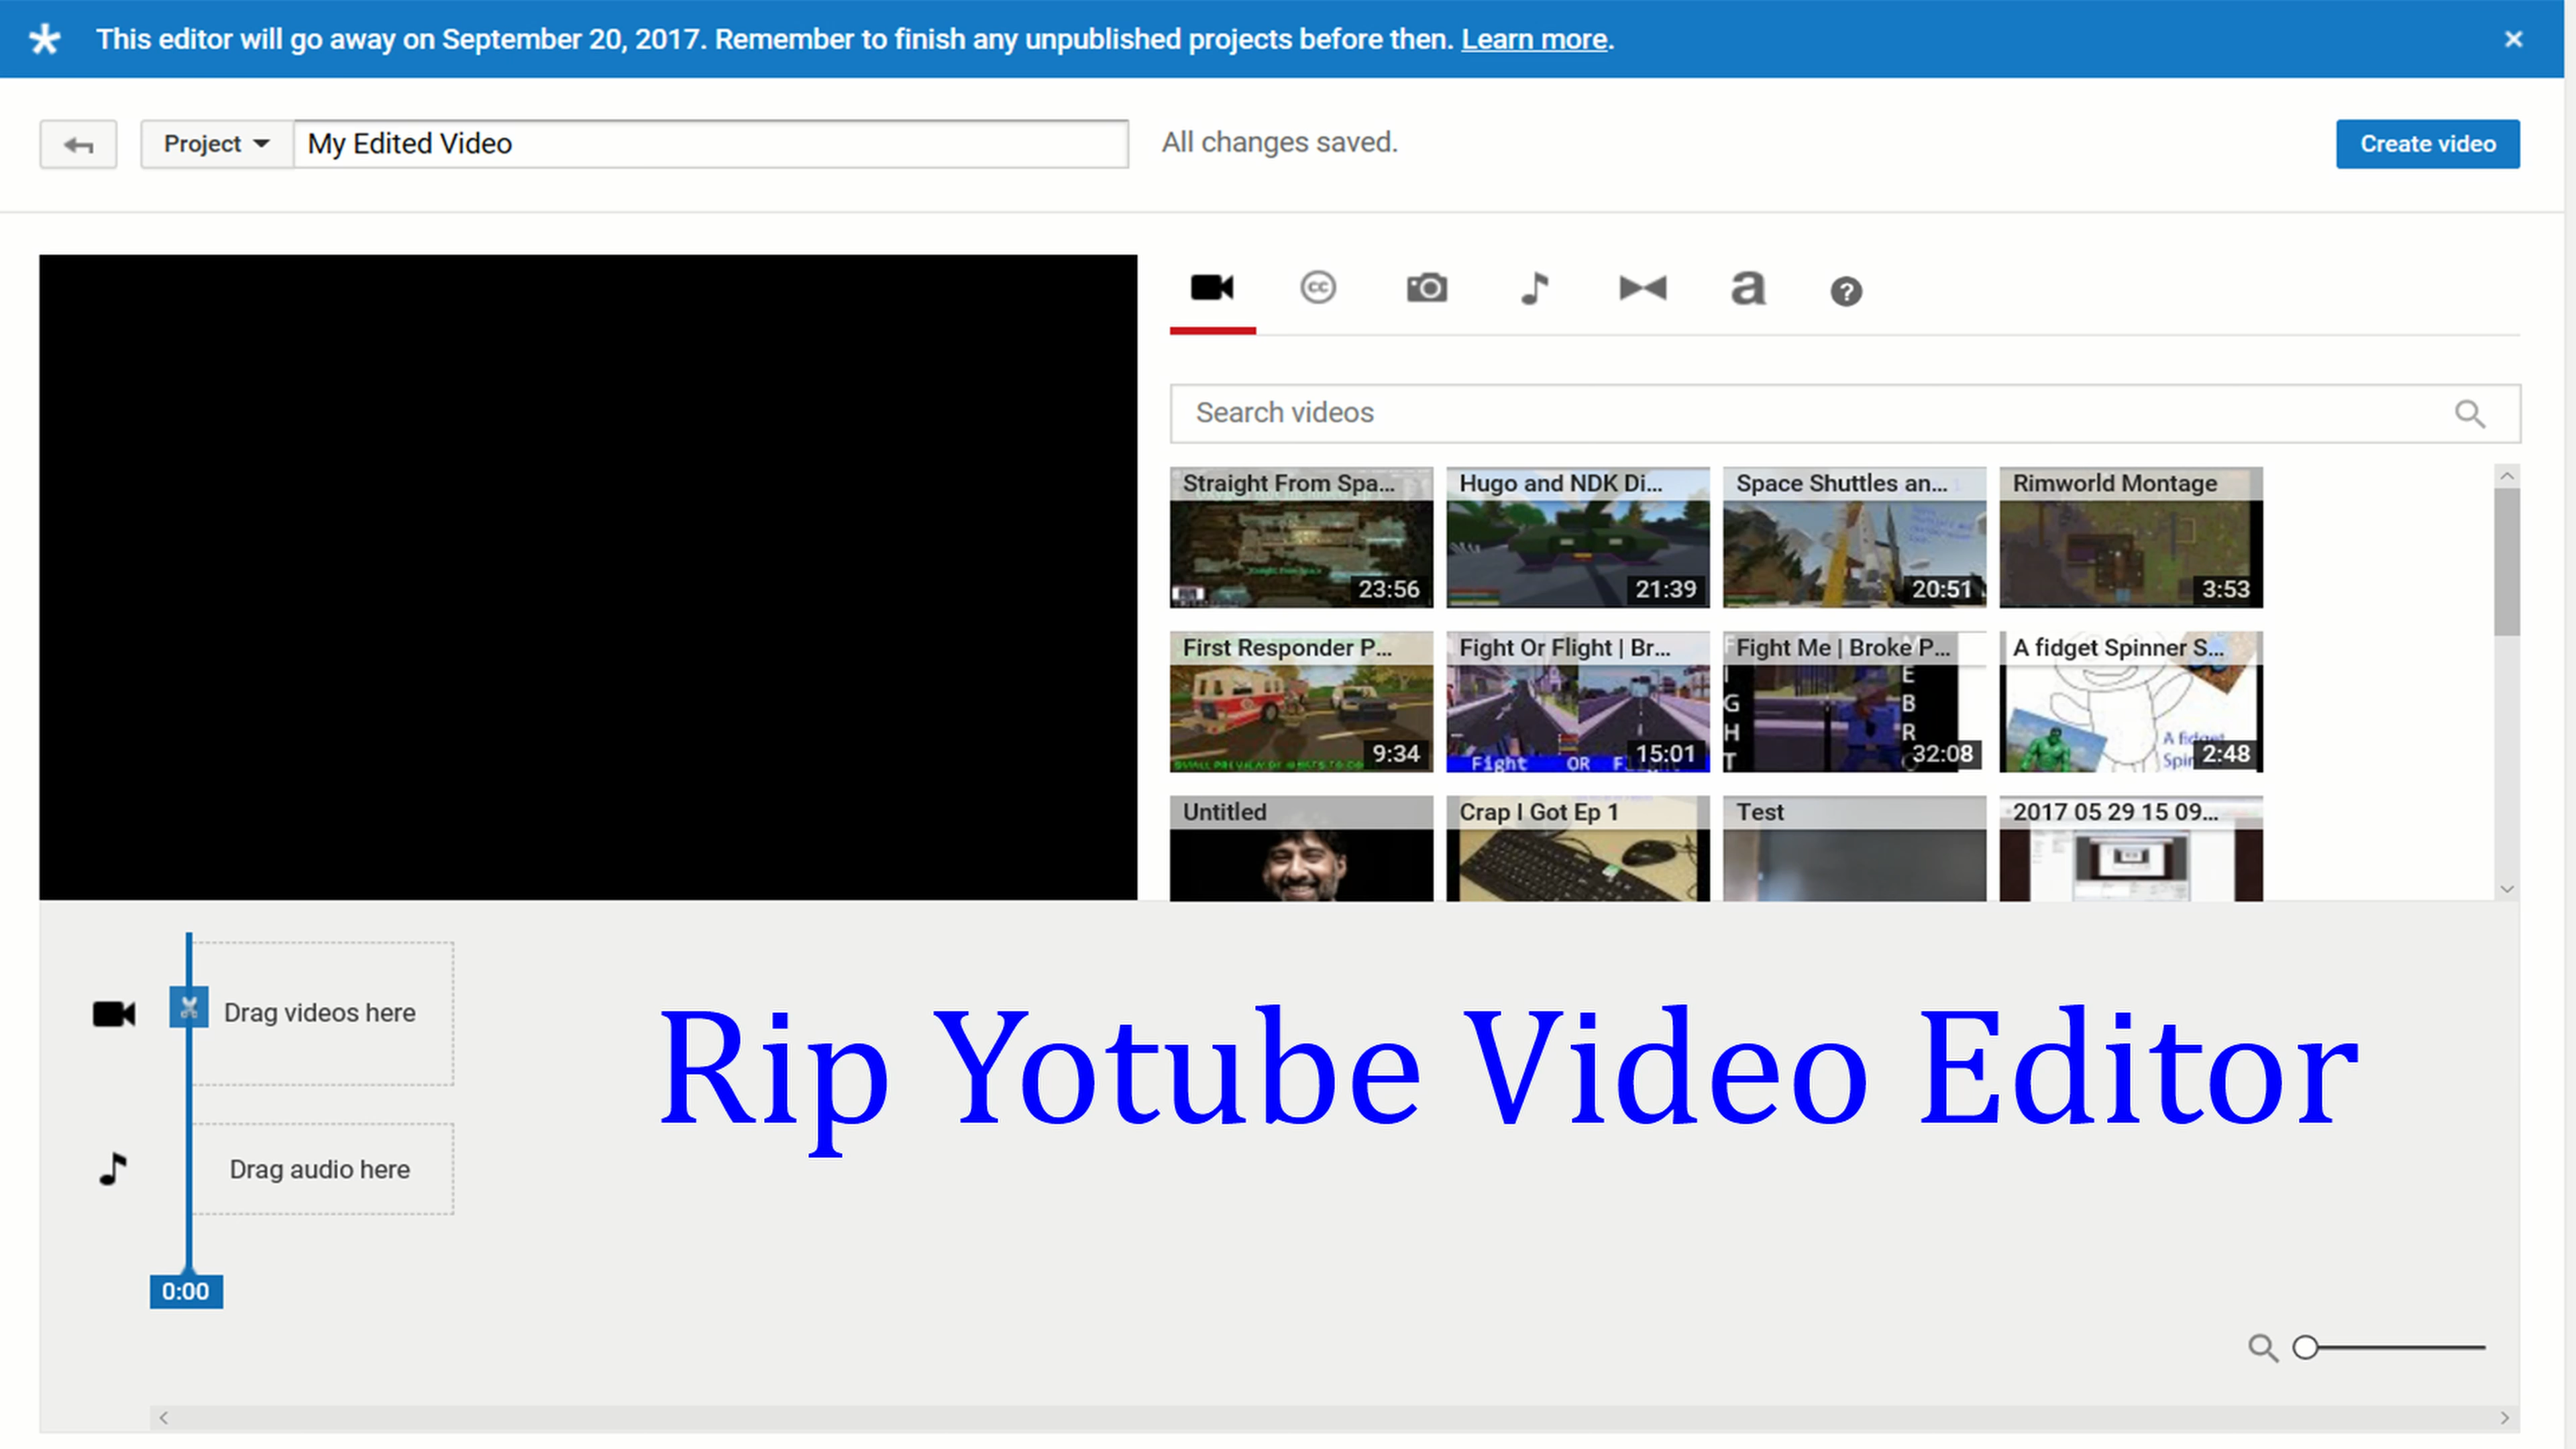 This editor will go away on September 20, 2017. Remember to finish any unpublished projects before then. Learn more.
Project My Edited Video All changes saved. Create video
Search videos
Straight From Spa... Hugo and NDK Di... Space Shuttles an... Rimworld Montage
23:56 21:39 20:51 3:53
First Responder P... Fight Or Flight | Br... Fight Me | Broke P... A fidget Spinner S...
9:34 15:01 32:08 2:48
Fight OR
Untitled Crap I Got Ep 1 Test 2017 05 29 15 09...
Drag videos here
Rip Yotube Video Editor
Drag audio here
0:00